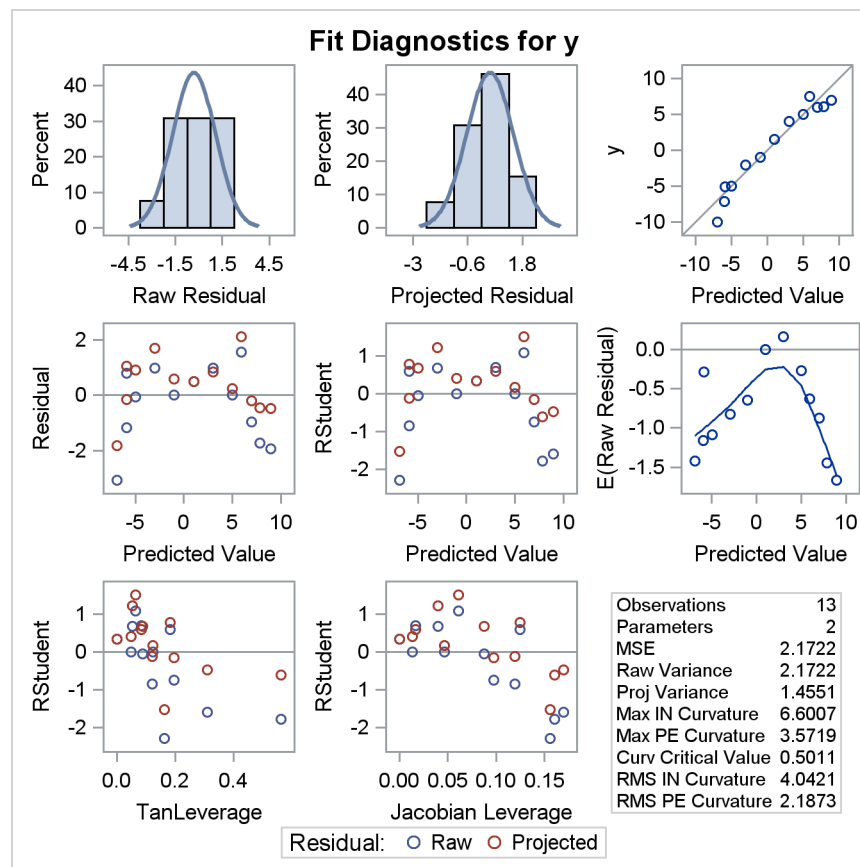 Fit Diagnostics for y
40
30
20
10
0
Percent
-4.5 -1.5 1.5 4.5
Raw Residual
40
30
20
10
0
Percent
-3 -0.6 1.8
Projected Residual
10
5
0
-5
-10
y
-10 -5 0 5 10
Predicted Value
2
0
-2
Residual
-5 0 5 10
Predicted Value
1
0
-1
-2
RStudent
-5 0 5 10
Predicted Value
0.0
-0.5
-1.0
-1.5
E(Raw Residual)
-5 0 5 10
Predicted Value
1
0
-1
-2
RStudent
0.0 0.2 0.4
TanLeverage
1
0
-1
-2
RStudent
0.00 0.05 0.10 0.15
Jacobian Leverage
Observations 13
Parameters 2
MSE 2.1722
Raw Variance 2.1722
Proj Variance 1.4551
Max IN Curvature 6.6007
Max PE Curvature 3.5719
Curv Critical Value 0.5011
RMS IN Curvature 4.0421
RMS PE Curvature 2.1873
Residual: Raw Projected